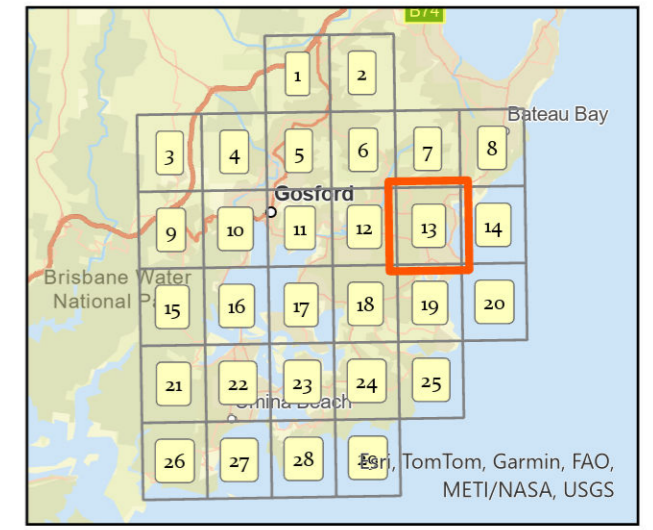 B74
1 2
Bateau Bay
3 4 5 6 7 8
Gosford
9 10 11 12 13 14
Brisbane Water
National P
15 16 17 18 19 20
21 22 23 24 25
Umina Beach
26 27 28 29
Esri, TomTom, Garmin, FAO,
METI/NASA, USGS